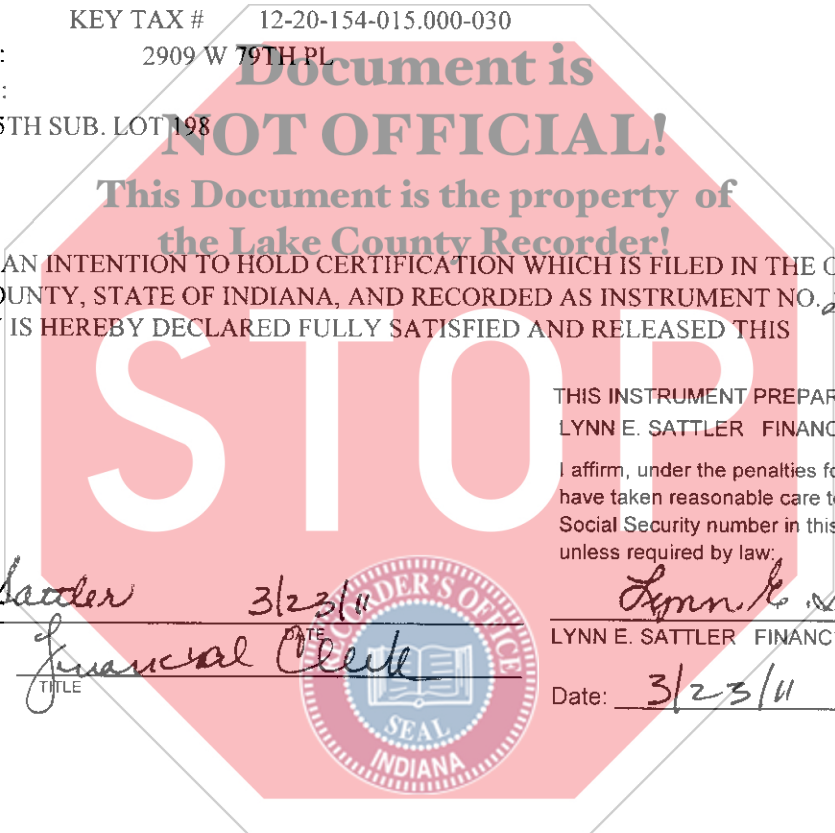 KEY TAX # 12-20-154-015.000-030
: 2909 W 79TH PL
:
5TH SUB. LOT 198
Document is
NOT OFFICIAL!
This Document is the property of
the Lake County Recorder!
AN INTENTION TO HOLD CERTIFICATION WHICH IS FILED IN THE
UNTY, STATE OF INDIANA, AND RECORDED AS INSTRUMENT NO.
IS HEREBY DECLARED FULLY SATISFIED AND RELEASED THIS
STOP
THIS INSTRUMENT PREPAR
LYNN E. SATTLER FINANC
I affirm, under the penalties fo
have taken reasonable care t
Social Security number in this
unless required by law:
Sattler 3/23/11
DATE
Financial Clerk
TITLE
Lynn E. S
LYNN E. SATTLER FINANC
Date: 3/23/11
RECORDER'S OFFICE
SEAL
INDIANA